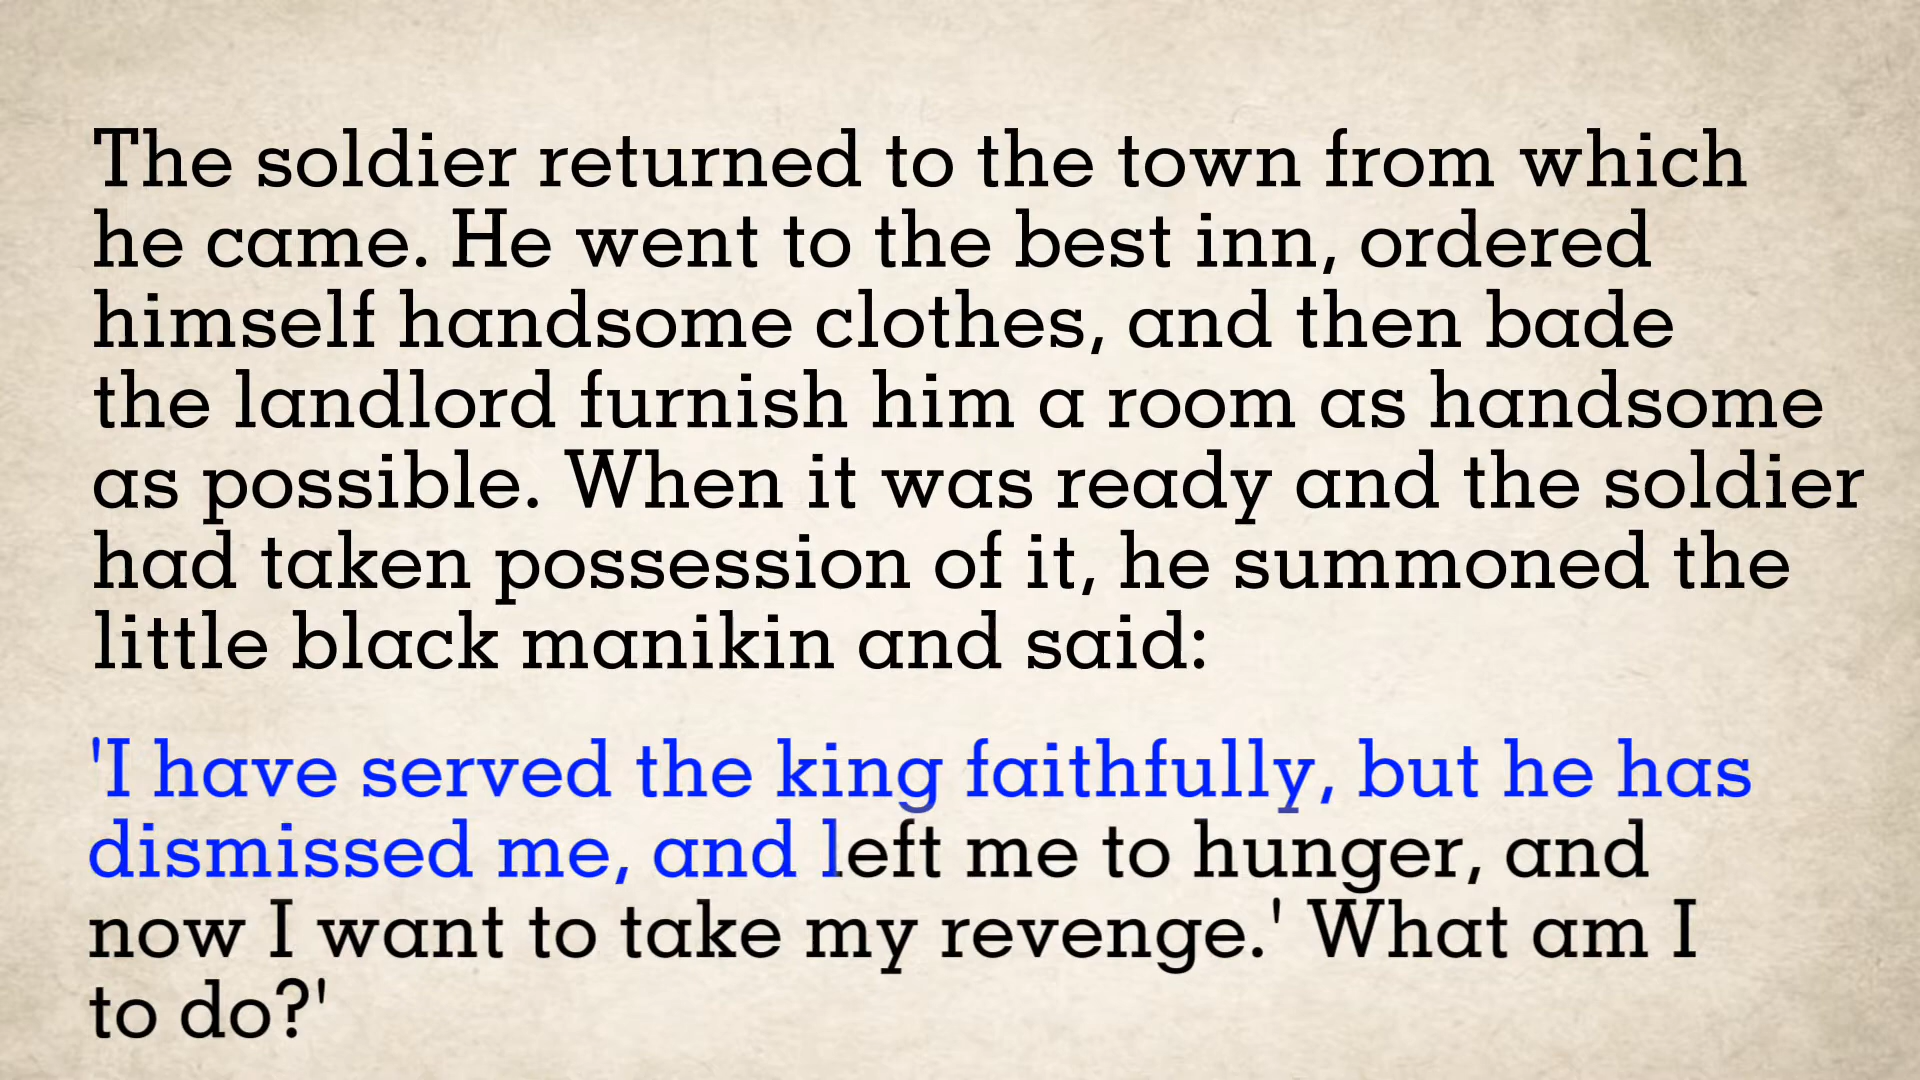 The soldier returned to the town from which
he came. He went to the best inn, ordered
himself handsome clothes, and then bade
the landlord furnish him a room as handsome
as possible. When it was ready and the soldier
had taken possession of it, he summoned the
little black manikin and said:
'I have served the king faithfully, but he has
dismissed me, and left me to hunger, and
now I want to take my revenge.' What am I
to do?'